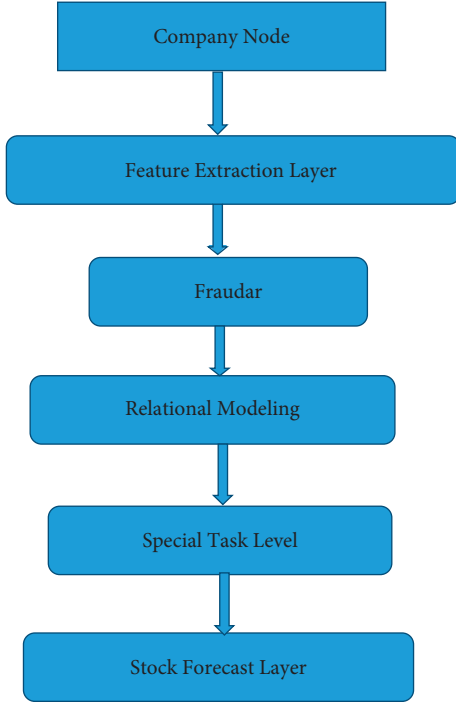 Company Node
Feature Extraction Layer
Fraudar
Relational Modeling
Special Task Level
Stock Forecast Layer